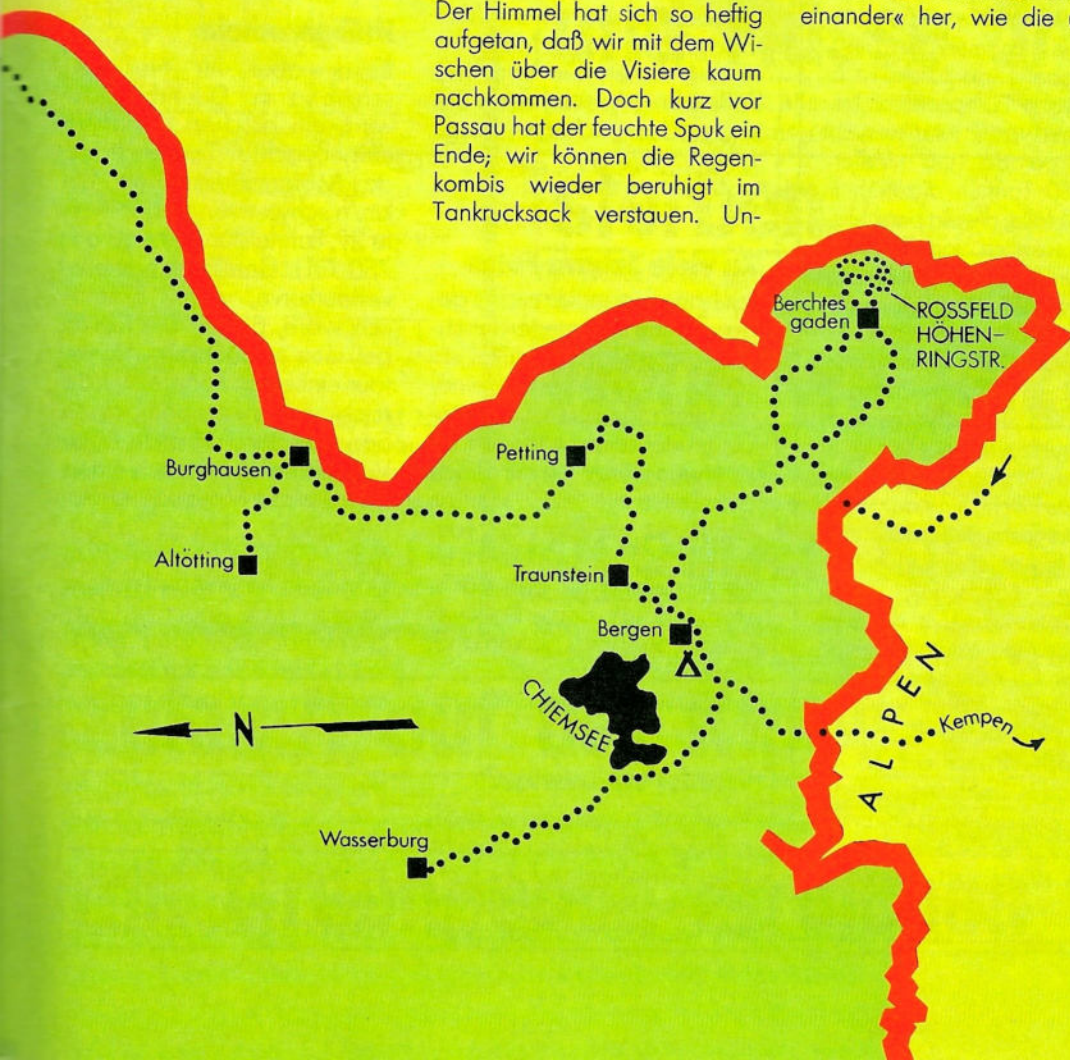 Der Himmel hat sich so heftig
aufgetan, daß wir mit dem Wi-
schen über die Visiere kaum
nachkommen. Doch kurz vor
Passau hat der feuchte Spuk ein
Ende; wir können die Regen-
kombis wieder beruhigt im
Tankrucksack verstauen. Un-
einander« her, wie die
Berchtes
gaden
ROSSFELD
HÖHEN-
RINGSTR.
Burghausen
Petting
Altötting
Traunstein
Bergen
CHIEMSEE
N
ALPEN
Kempen
Wasserburg